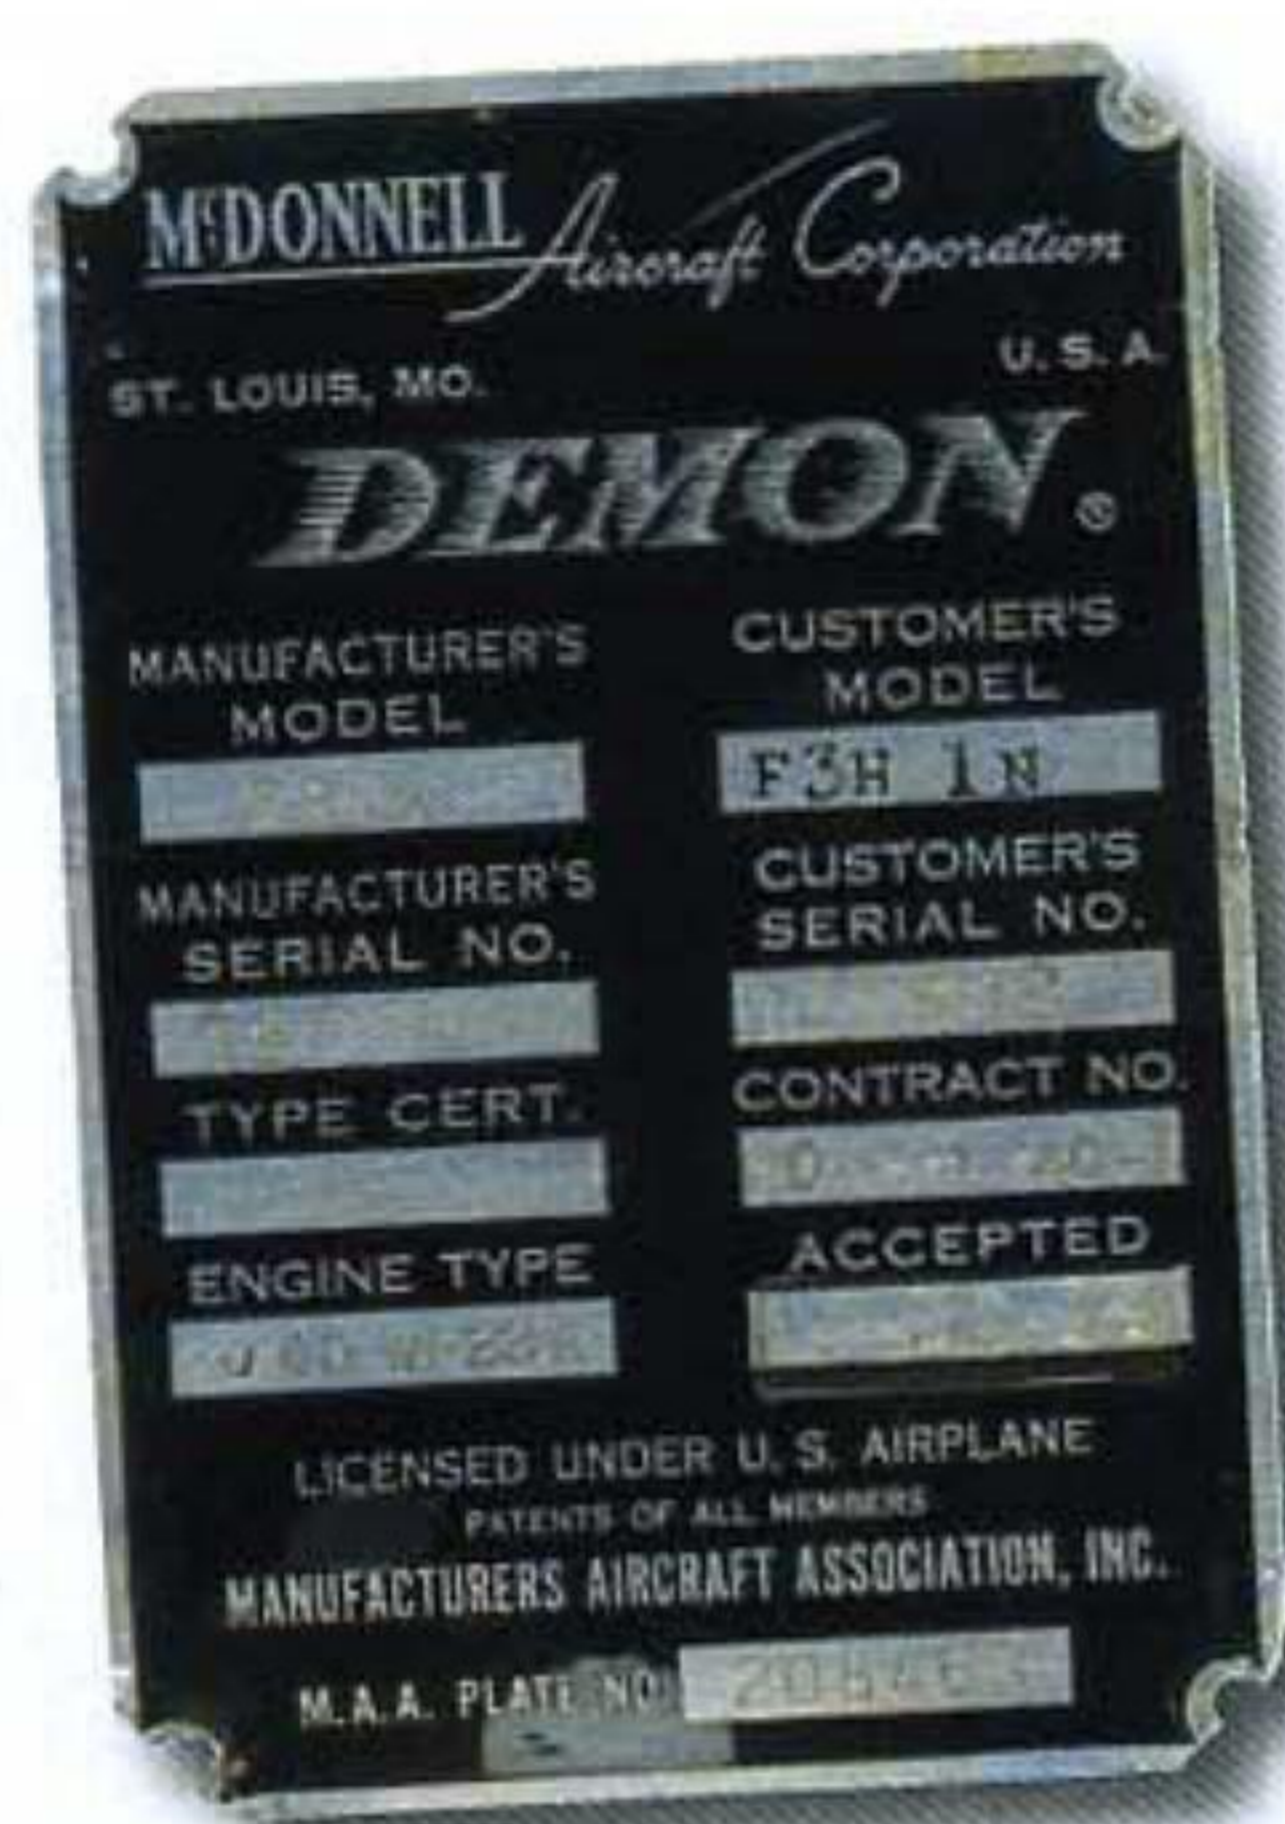 McDONNELL Aircraft Corporation
ST. LOUIS, MO. U. S. A.
DEMON ®
MANUFACTURER'S MODEL
CUSTOMER'S MODEL
F3H 1N
MANUFACTURER'S SERIAL NO.
CUSTOMER'S SERIAL NO.
TYPE CERT.
CONTRACT NO.
ENGINE TYPE
ACCEPTED
LICENSED UNDER U. S. AIRPLANE
PATENTS OF ALL MEMBERS
MANUFACTURERS AIRCRAFT ASSOCIATION, INC.
M.A.A. PLATE NO